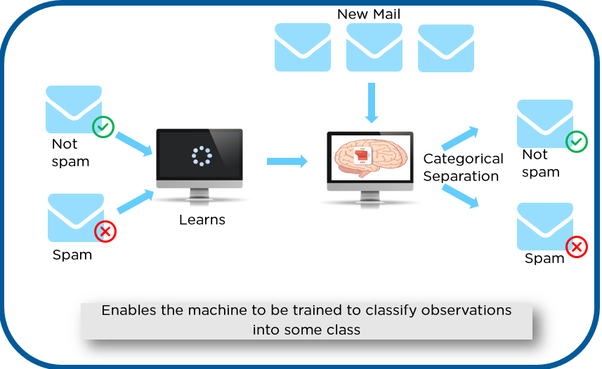 New Mail
Not
spam
Learns
Spam
Categorical
Separation
Not
spam
Spam
Enables the machine to be trained to classify observations
into some class